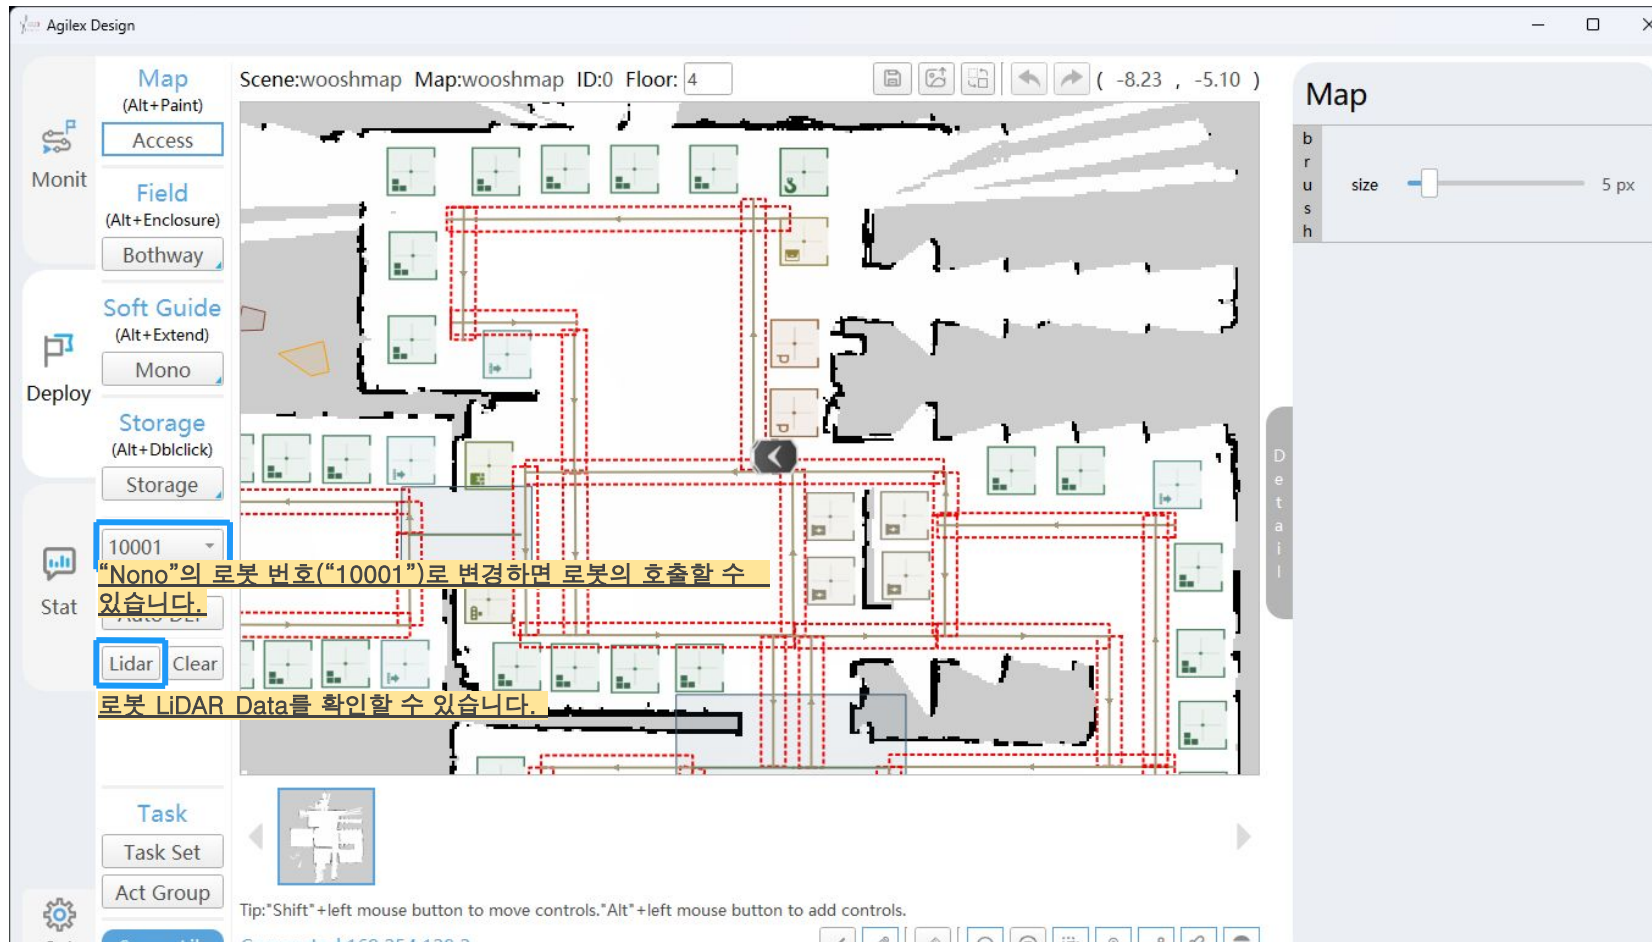 Agilex Design
Map
(Alt+Paint)
Access
Field
(Alt+Enclosure)
Bothway
Soft Guide
(Alt+Extend)
Mono
Storage
(Alt+Dblclick)
Storage
10001
“Nono”의 로봇 번호(“10001”)로 변경하면 로봇의 호출할 수
있습니다.
Lidar Clear
로봇 LiDAR Data를 확인할 수 있습니다.
Task
Task Set
Act Group
Monit
Deploy
Stat
Scene:wooshmap Map:wooshmap ID:0 Floor: 4
( -8.23 , -5.10 )
Tip:"Shift"+left mouse button to move controls."Alt"+left mouse button to add controls.
Detail
Map
brush
size 5 px